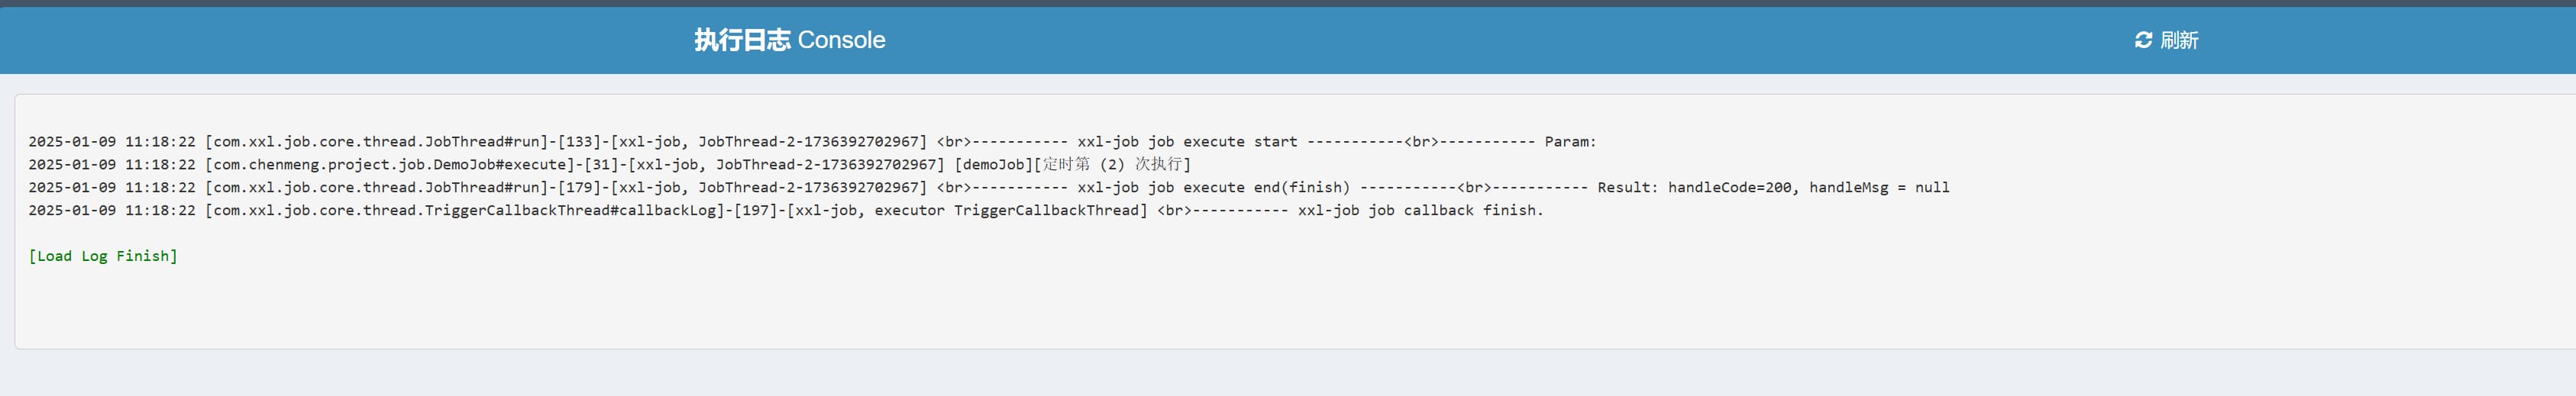 执行日志 Console
刷新
2025-01-09 11:18:22 [com.xxl.job.core.thread.JobThread#run]-[133]-[xxl-job, JobThread-2-1736392702967] <br>----------- xxl-job job execute start -----------<br>----------- Param:
2025-01-09 11:18:22 [com.chenmeng.project.job.DemoJob#execute]-[31]-[xxl-job, JobThread-2-1736392702967] [demoJob][定时第 (2) 次执行]
2025-01-09 11:18:22 [com.xxl.job.core.thread.JobThread#run]-[179]-[xxl-job, JobThread-2-1736392702967] <br>----------- xxl-job job execute end(finish) -----------<br>----------- Result: handleCode=200, handleMsg = null
2025-01-09 11:18:22 [com.xxl.job.core.thread.TriggerCallbackThread#callbackLog]-[197]-[xxl-job, executor TriggerCallbackThread] <br>----------- xxl-job job callback finish.
[Load Log Finish]